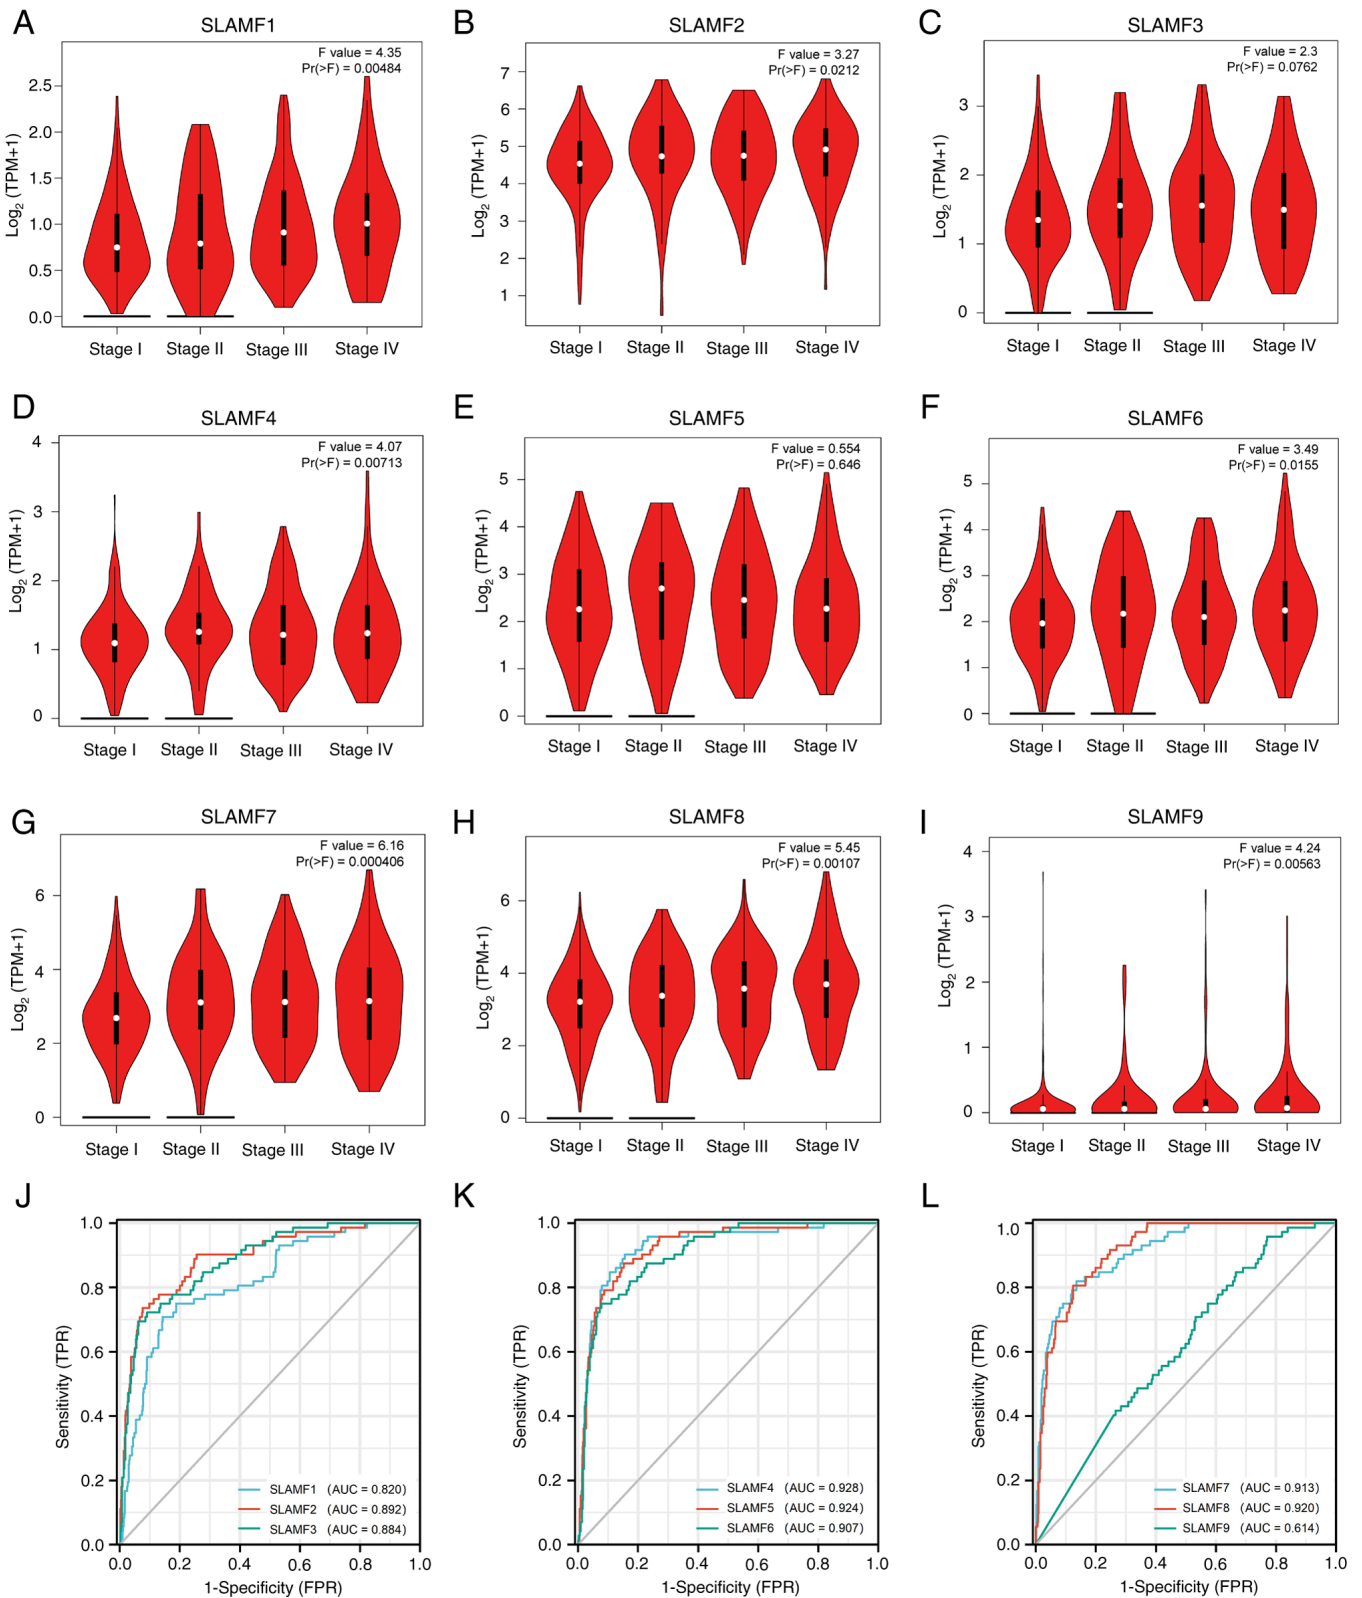 A
SLAMF1
F value = 4.35
Pr(>F) = 0.00484
Log2 (TPM+1)
2.5
2.0
1.5
1.0
0.5
0.0
Stage I Stage II Stage III Stage IV
B
SLAMF2
F value = 3.27
Pr(>F) = 0.0212
Log2 (TPM+1)
7
6
5
4
3
2
1
Stage I Stage II Stage III Stage IV
C
SLAMF3
F value = 2.3
Pr(>F) = 0.0762
Log2 (TPM+1)
3
2
1
0
Stage I Stage II Stage III Stage IV
D
SLAMF4
F value = 4.07
Pr(>F) = 0.00713
Log2 (TPM+1)
4
3
2
1
0
Stage I Stage II Stage III Stage IV
E
SLAMF5
F value = 0.554
Pr(>F) = 0.646
Log2 (TPM+1)
5
4
3
2
1
0
Stage I Stage II Stage III Stage IV
F
SLAMF6
F value = 3.49
Pr(>F) = 0.0155
Log2 (TPM+1)
5
4
3
2
1
0
Stage I Stage II Stage III Stage IV
G
SLAMF7
F value = 6.16
Pr(>F) = 0.000406
Log2 (TPM+1)
6
4
2
0
Stage I Stage II Stage III Stage IV
H
SLAMF8
F value = 5.45
Pr(>F) = 0.00107
Log2 (TPM+1)
6
4
2
0
Stage I Stage II Stage III Stage IV
I
SLAMF9
F value = 4.24
Pr(>F) = 0.00563
Log2 (TPM+1)
4
3
2
1
0
Stage I Stage II Stage III Stage IV
J
Sensitivity (TPR)
1.0
0.8
0.6
0.4
0.2
0.0
SLAMF1 (AUC = 0.820)
SLAMF2 (AUC = 0.892)
SLAMF3 (AUC = 0.884)
0.0 0.2 0.4 0.6 0.8 1.0
1-Specificity (FPR)
K
Sensitivity (TPR)
1.0
0.8
0.6
0.4
0.2
0.0
SLAMF4 (AUC = 0.928)
SLAMF5 (AUC = 0.924)
SLAMF6 (AUC = 0.907)
0.0 0.2 0.4 0.6 0.8 1.0
1-Specificity (FPR)
L
Sensitivity (TPR)
1.0
0.8
0.6
0.4
0.2
0.0
SLAMF7 (AUC = 0.913)
SLAMF8 (AUC = 0.920)
SLAMF9 (AUC = 0.614)
0.0 0.2 0.4 0.6 0.8 1.0
1-Specificity (FPR)